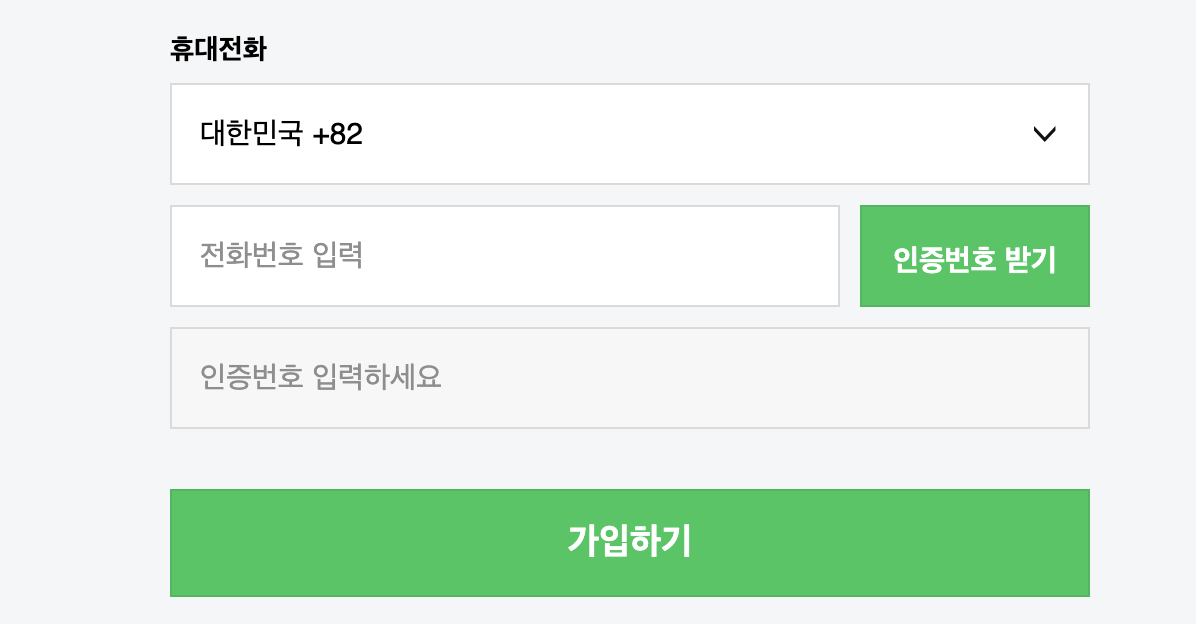 휴대전화
대한민국 +82
전화번호 입력
인증번호 받기
인증번호 입력하세요
가입하기